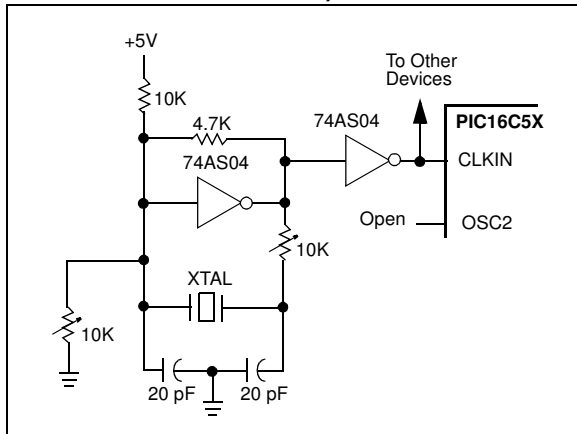 +5V
10K
4.7K
74AS04
74AS04
To Other
Devices
PIC16C5X
CLKIN
Open
OSC2
10K
XTAL
10K
20 pF
20 pF